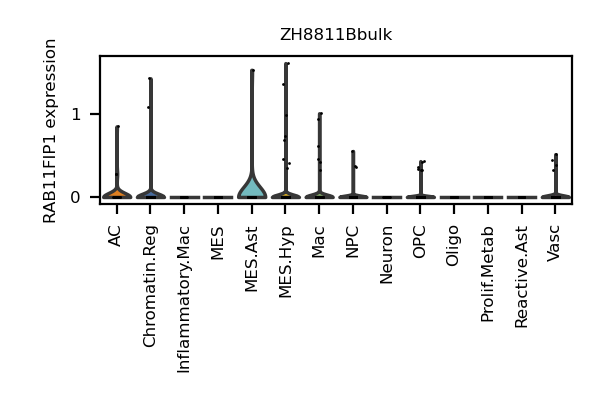 ZH8811Bbulk
RAB11FIP1 expression
1
0
AC
Chromatin.Reg
Inflammatory.Mac
MES
MES.Ast
MES.Hyp
Mac
NPC
Neuron
OPC
Oligo
Prolif.Metab
Reactive.Ast
Vasc